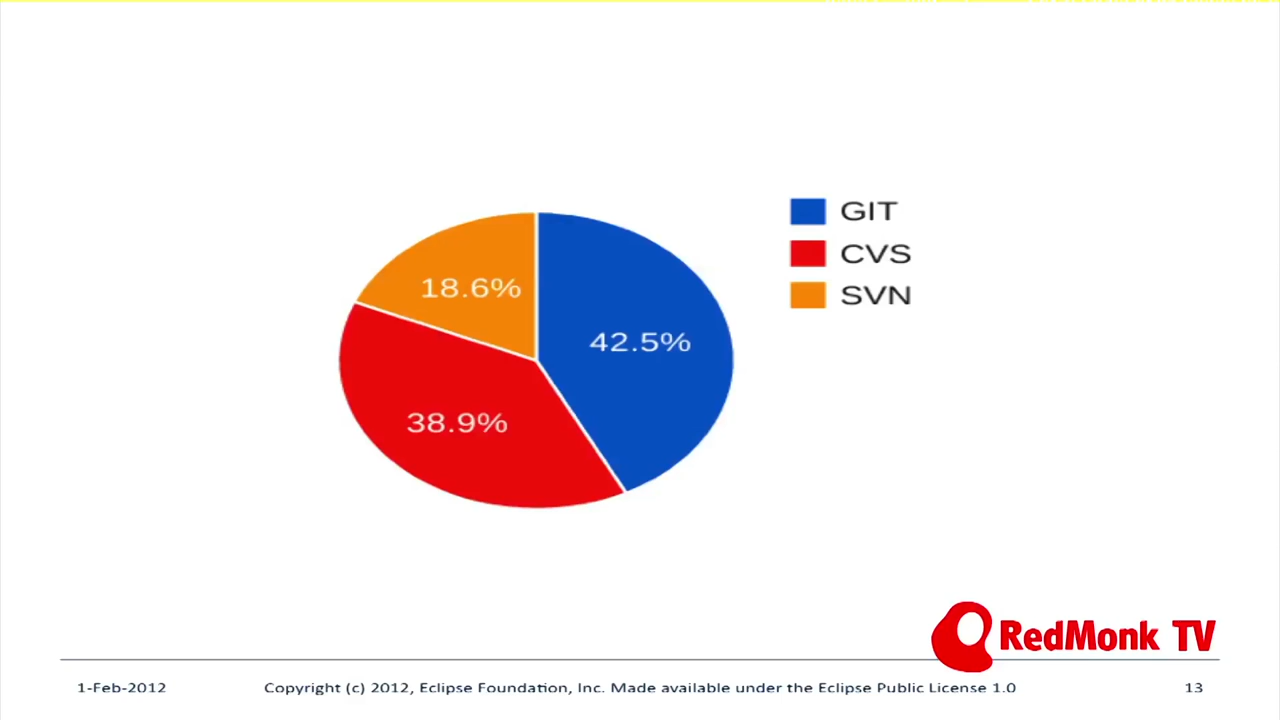 GIT
CVS
SVN
18.6%
42.5%
38.9%
RedMonk TV
1-Feb-2012 Copyright (c) 2012, Eclipse Foundation, Inc. Made available under the Eclipse Public License 1.0 13